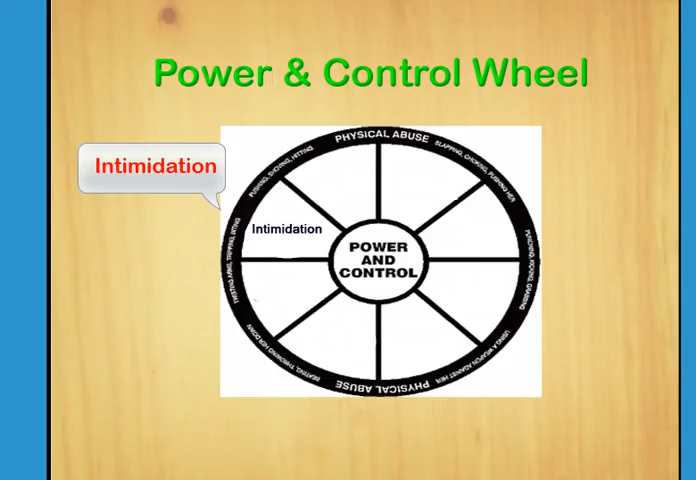 Power & Control Wheel
Intimidation
PHYSICAL ABUSE
PUSHING, SHOVING, HITTING
SLAPPING, CHOKING, PUSHING HER
TWISTING ARMS, TRIPPING, BITING
Intimidation
POWER
AND
CONTROL
PUNCHING, KICKING, GRABBING
BEATING, THROWING HER DOWN
USING A WEAPON AGAINST HER
PHYSICAL ABUSE